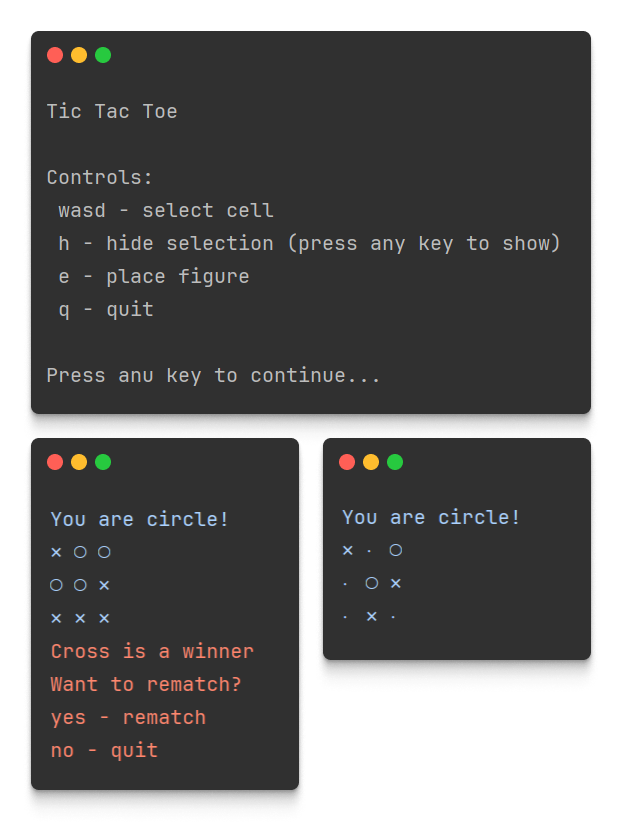 Tic Tac Toe
Controls:
wasd - select cell
h - hide selection (press any key to show)
e - place figure
q - quit
Press anu key to continue...
You are circle!
× ○ ○
○ ○ ×
× × ×
Cross is a winner
Want to rematch?
yes - rematch
no - quit
You are circle!
× · ○
· ○ ×
· × ·